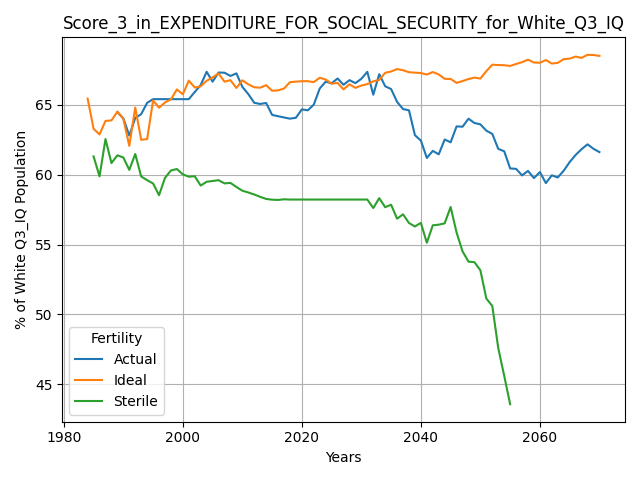 Score_3_in_EXPENDITURE_FOR_SOCIAL_SECURITY_for_White_Q3_IQ
% of White Q3_IQ Population
65
60
55
50
45
Fertility
Actual
Ideal
Sterile
1980
2000
2020
2040
2060
Years